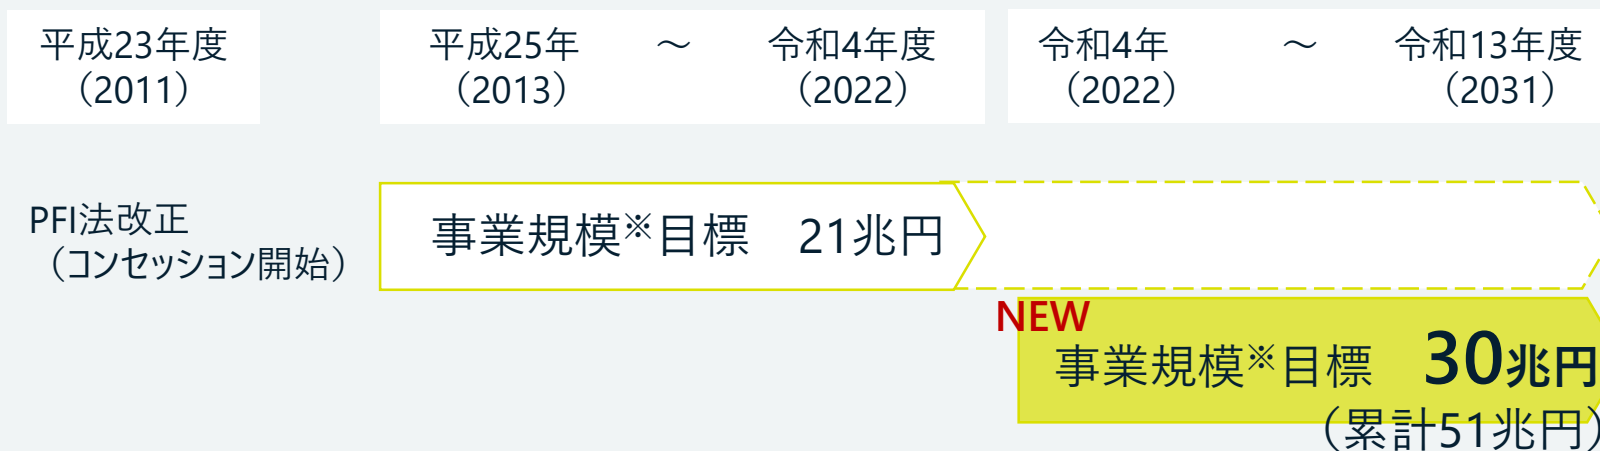 平成23年度
（2011）
平成25年　～　令和4年度
（2013）　（2022）
令和4年　～　令和13年度
（2022）　（2031）
PFI法改正
（コンセッション開始）
事業規模※目標　21兆円
NEW
事業規模※目標　30兆円
（累計51兆円）